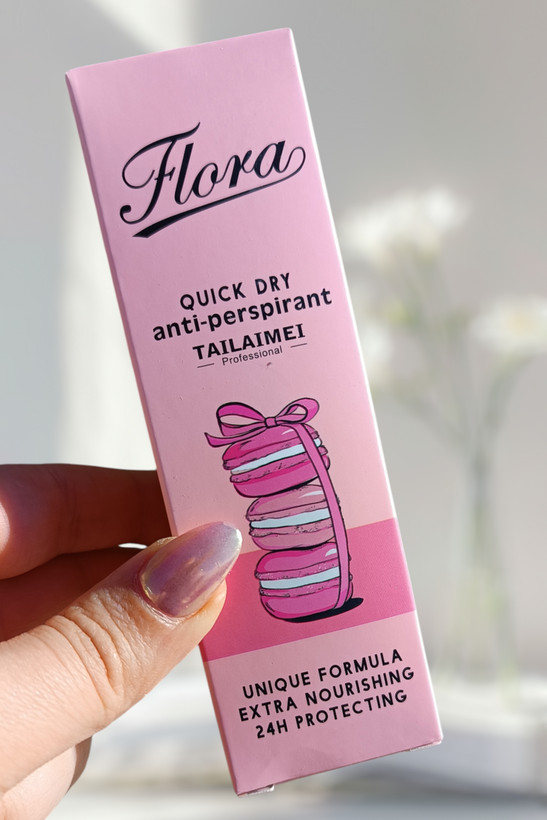 Flora
QUICK DRY
anti-perspirant
TAILAIMEI
Professional
UNIQUE FORMULA
EXTRA NOURISHING
24H PROTECTING